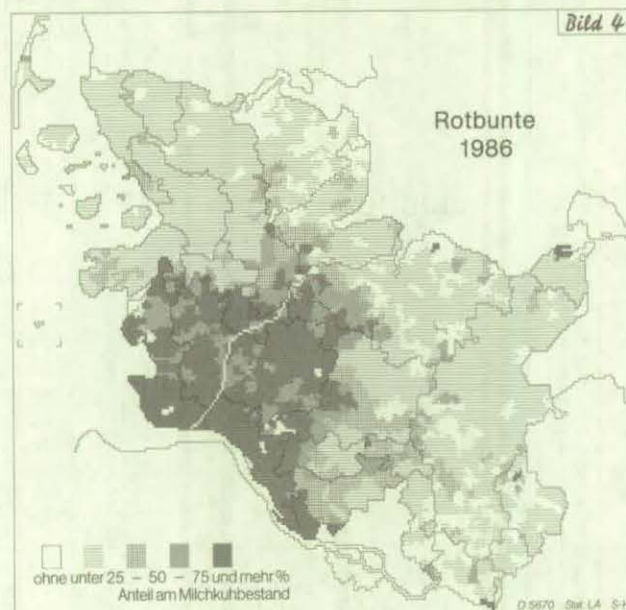 Bild 4
Rotbunte
1986
ohne unter 25 – 50 – 75 und mehr %
Anteil am Milchkuhbestand
D 5670 Stat. LA S-H